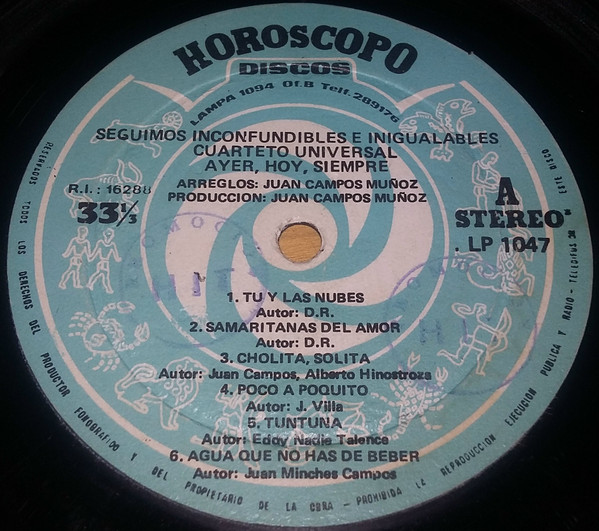 HOROSCOPO
DISCOS
LAMPA 1094 Of.B Telf.289176
SEGUIMOS INCONFUNDIBLES E INIGUALABLES
CUARTETO UNIVERSAL
AYER, HOY, SIEMPRE
R.I.: 16288
ARREGLOS: JUAN CAMPOS MUÑOZ
PRODUCCION: JUAN CAMPOS MUÑOZ
33⅓
A
STEREO
. LP 1047
1. TU Y LAS NUBES
Autor: D.R.
2. SAMARITANAS DEL AMOR
Autor: D.R.
3. CHOLITA, SOLITA
Autor: Juan Campos, Alberto Hinostroza
4. POCO A POQUITO
Autor: J. Villa
5. TUNTUNA
Autor: Eddy Nadie Talence
6. AGUA QUE NO HAS DE BEBER
Autor: Juan Minches Campos
RESERVADOS TODOS LOS DERECHOS DEL PRODUCTOR FONOGRAFICO Y DEL PROPIETARIO DE LA OBRA - PROHIBIDA LA REPRODUCCION EJECUCION PUBLICA Y RADIO - TELEDIFUSION ESTE DISCO
HIT
HIT